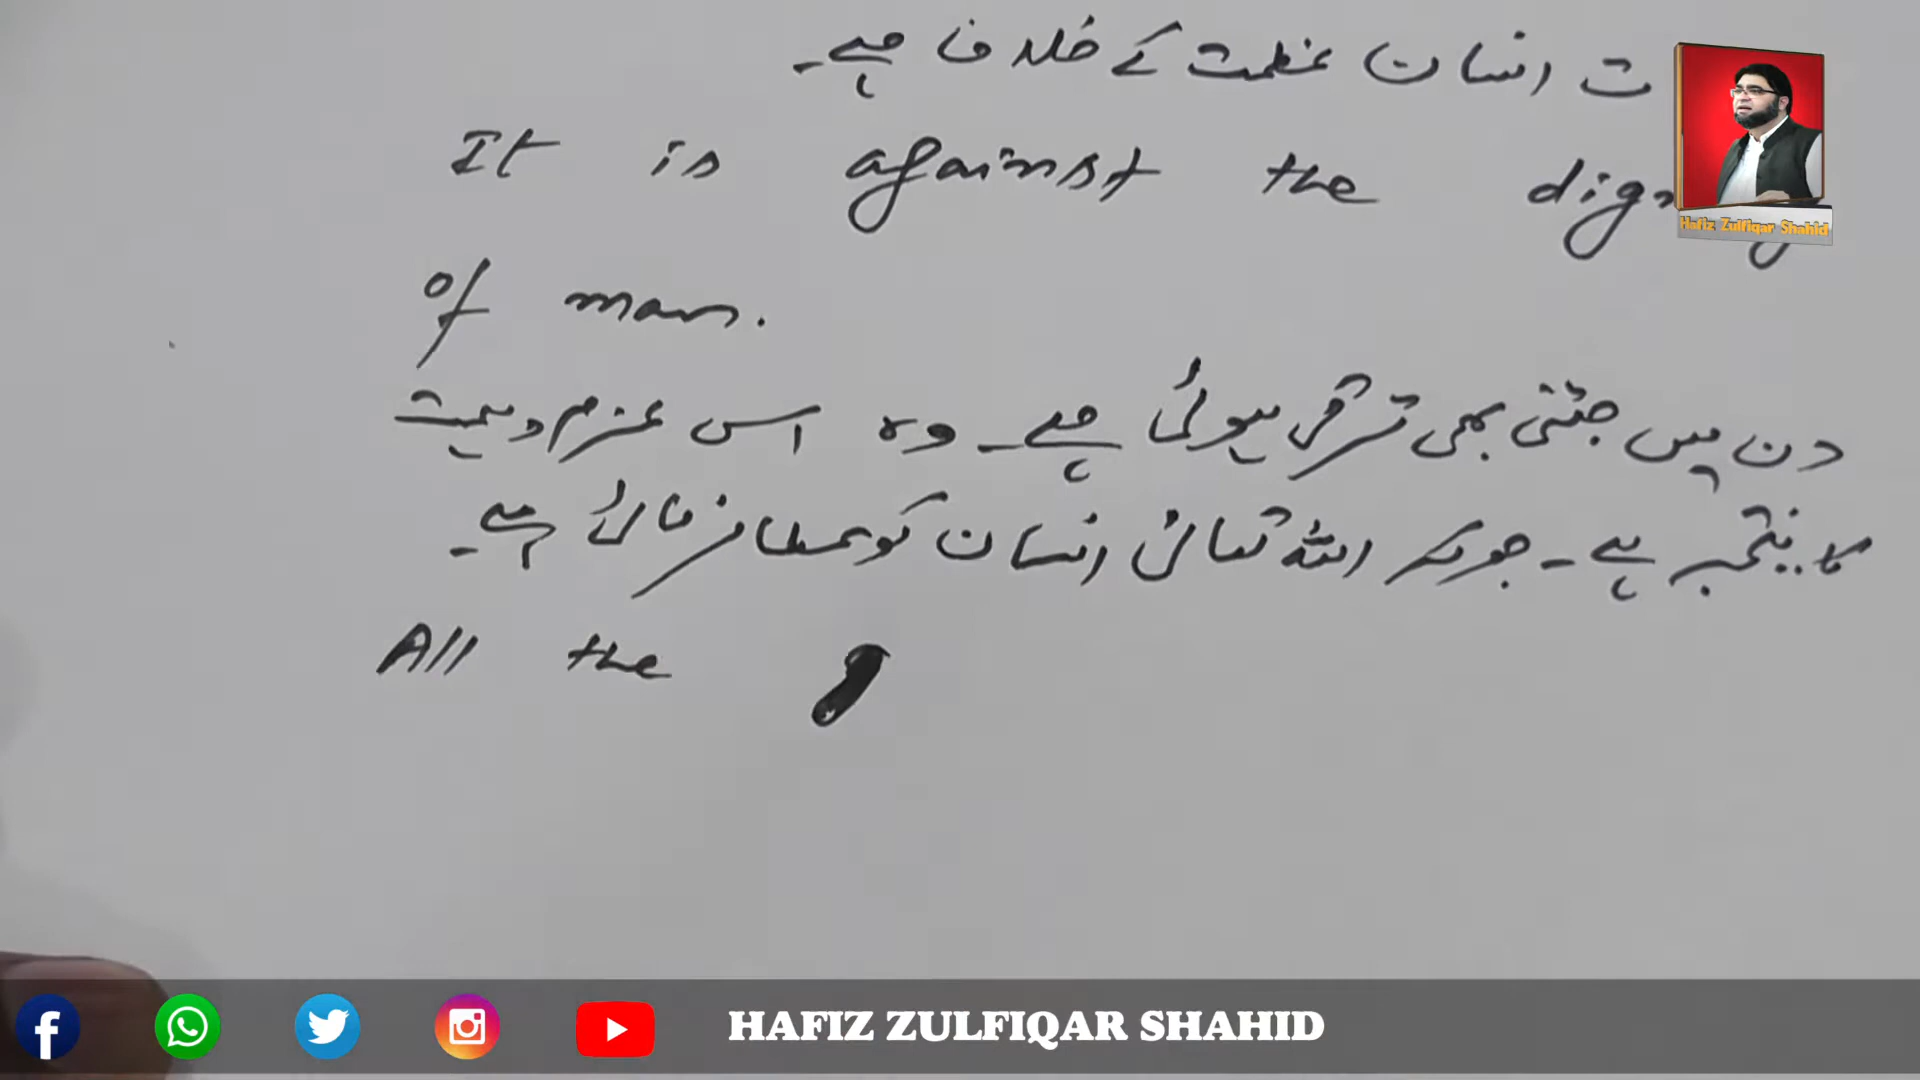 ت انسان عظمت کے خلاف ہے۔
It is against the
Hafiz Zulfiqar Shahid
of man.
دن میں جتنی بھی ترقی ہوئی ہے۔ وہ اس عزم و ہمت
کا نتیجہ ہے۔ جو کہ اللہ تعالیٰ انسان کو عطا فرمائی ہے۔
All the
HAFIZ ZULFIQAR SHAHID